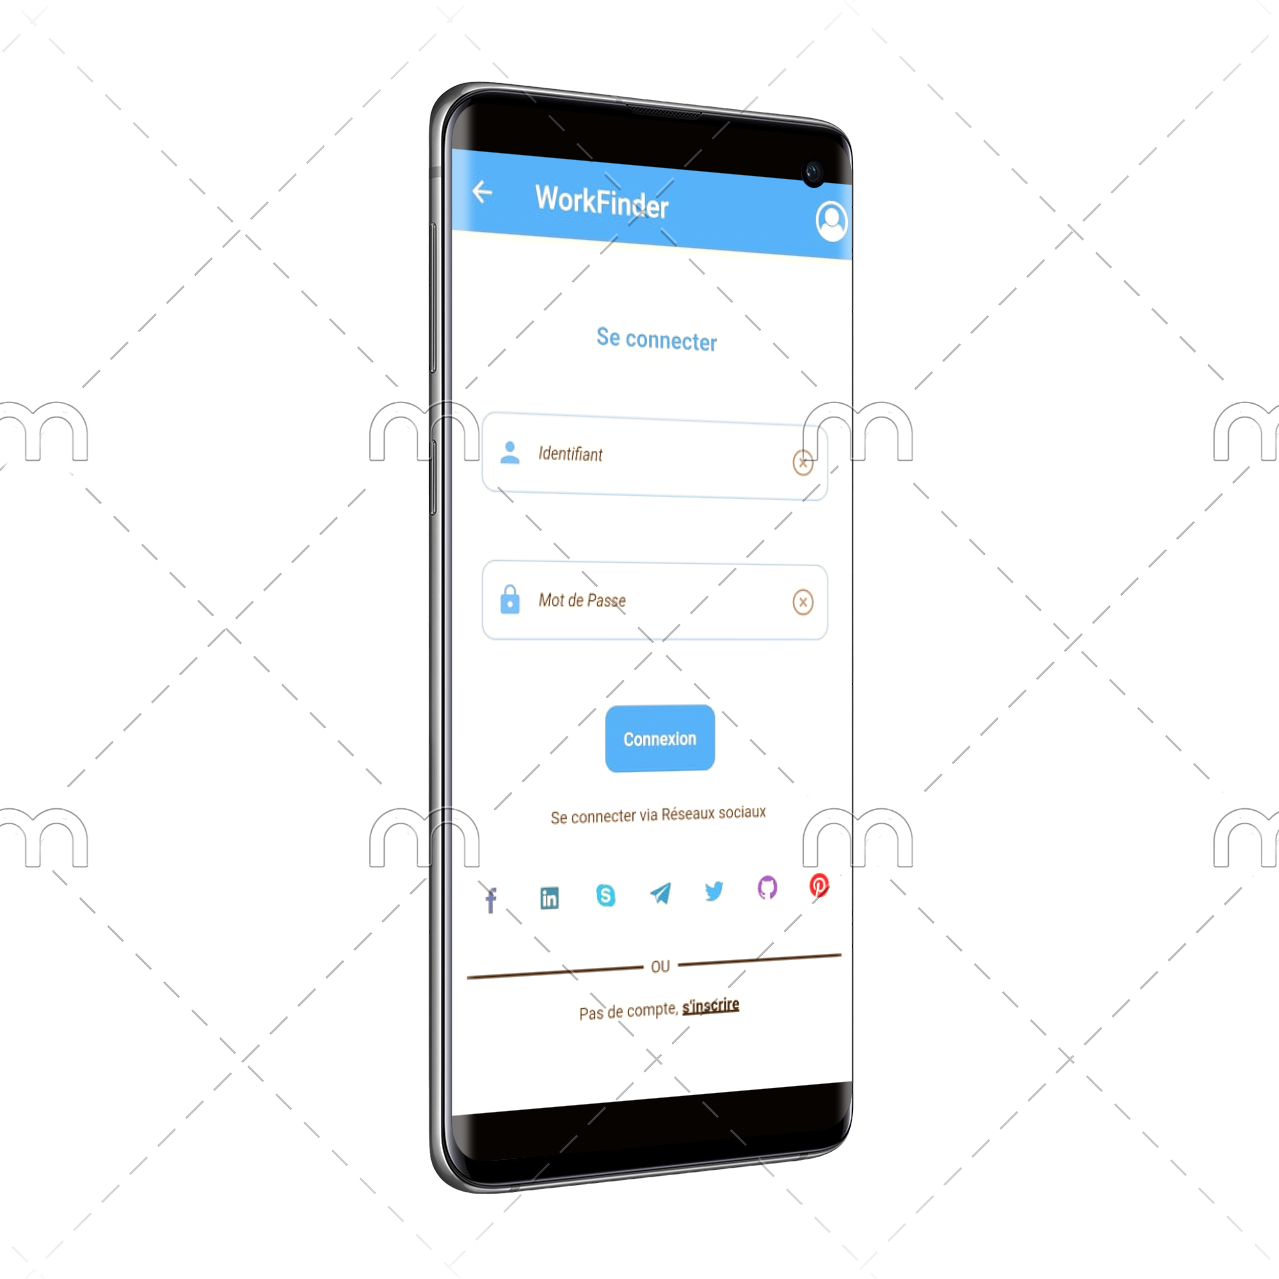 WorkFinder
Se connecter
Identifiant
Mot de Passe
Connexion
Se connecter via Réseaux sociaux
OU
Pas de compte, s'inscrire